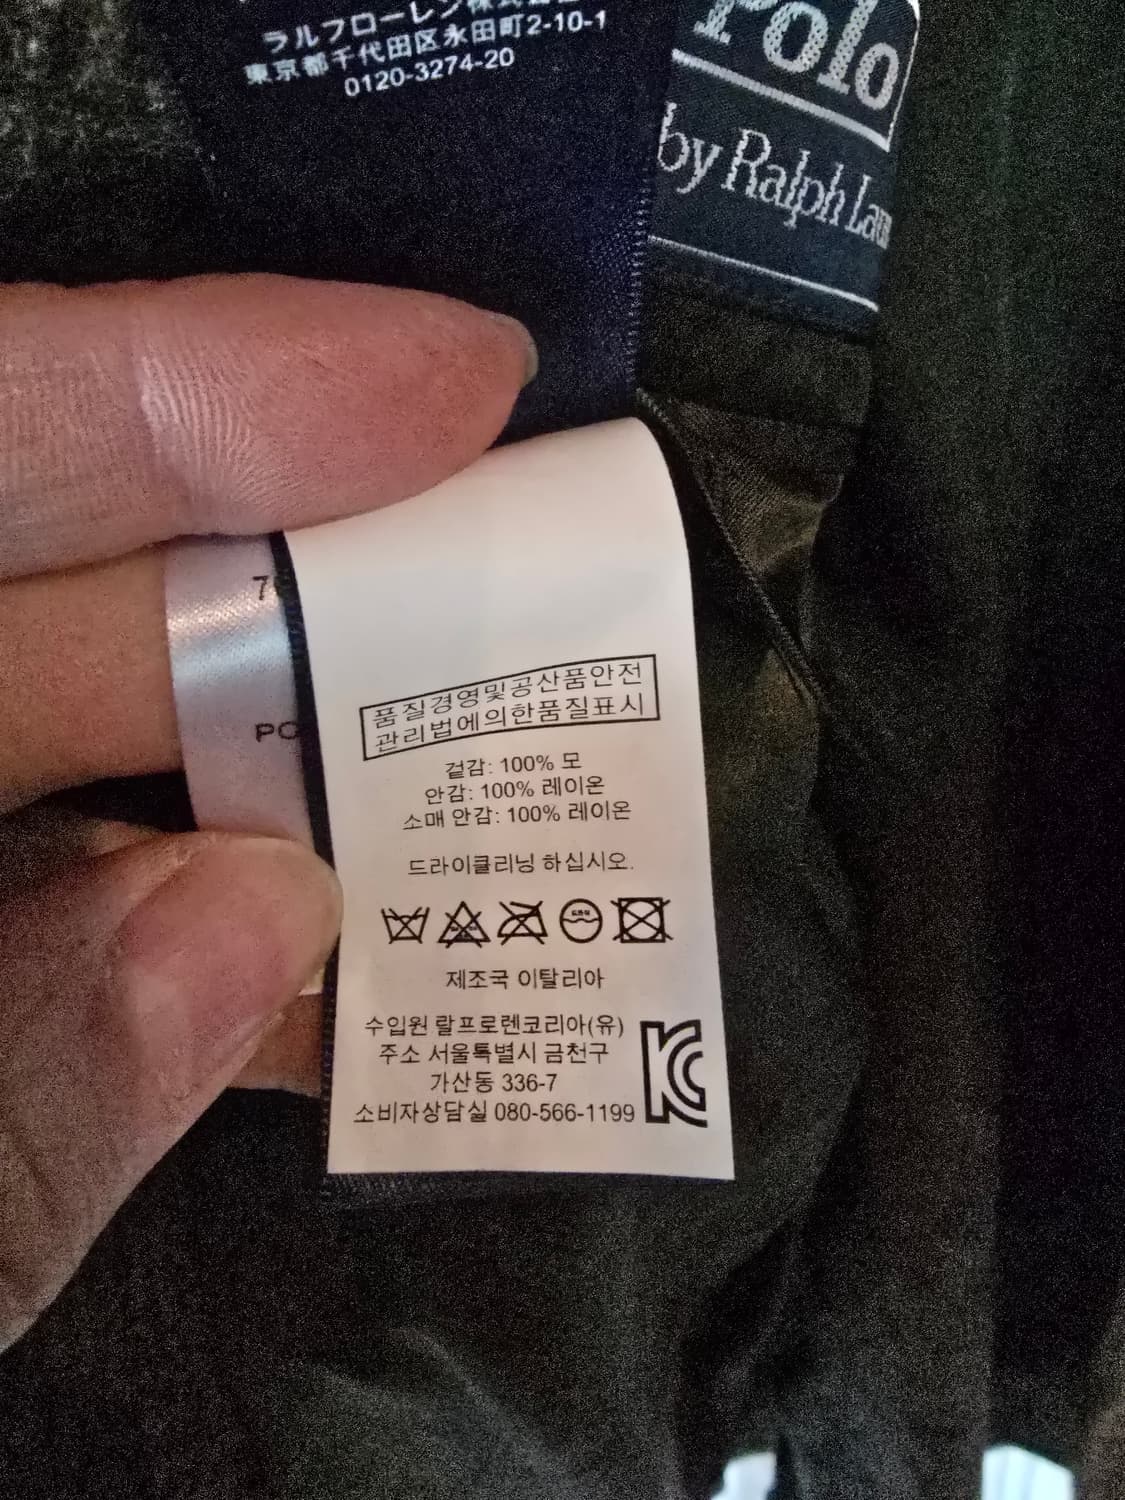 ラルフローレン株式会社
東京都千代田区永田町2-10-1
0120-3274-20
Polo
by Ralph Lau
7
PO
품질경영및공산품안전
관리법에의한품질표시
겉감: 100% 모
안감: 100% 레이온
소매 안감: 100% 레이온
드라이클리닝 하십시오.
제조국 이탈리아
수입원 랄프로렌코리아(유)
주소 서울특별시 금천구
가산동 336-7
소비자상담실 080-566-1199
KC